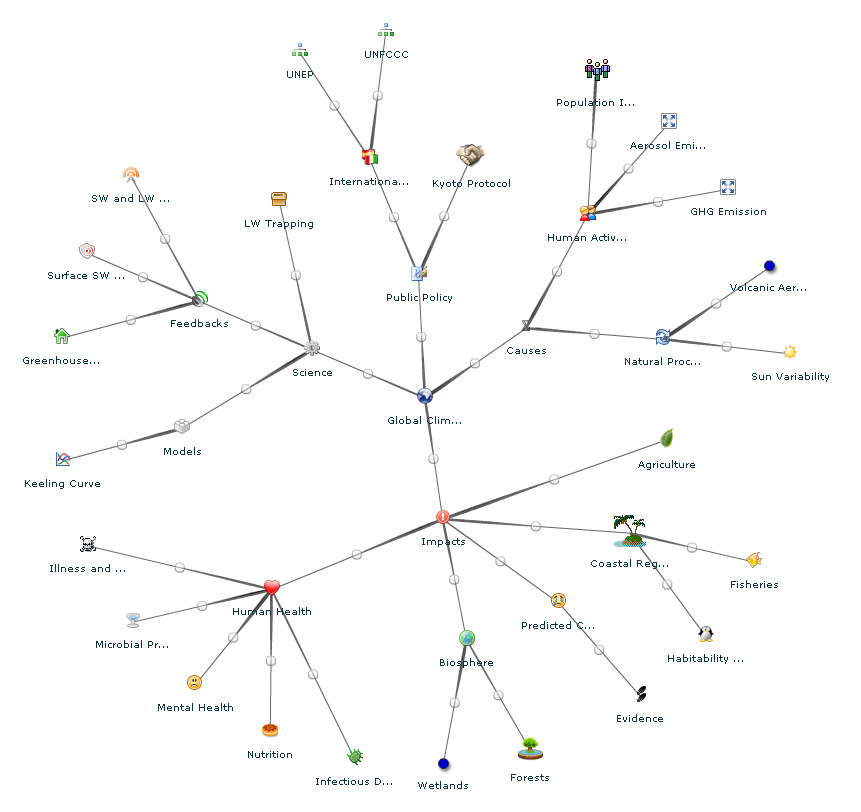 UNFCCC
UNEP
Population I...
Aerosol Emi...
Internationa...
Kyoto Protocol
SW and LW ...
LW Trapping
GHG Emission
Human Activ...
Surface SW ...
Volcanic Aer...
Public Policy
Feedbacks
Causes
Greenhouse...
Natural Proc...
Science
Sun Variability
Global Clim...
Models
Agriculture
Keeling Curve
Impacts
Coastal Reg...
Illness and ...
Fisheries
Human Health
Predicted C...
Microbial Pr...
Biosphere
Habitability ...
Mental Health
Evidence
Nutrition
Infectious D...
Forests
Wetlands